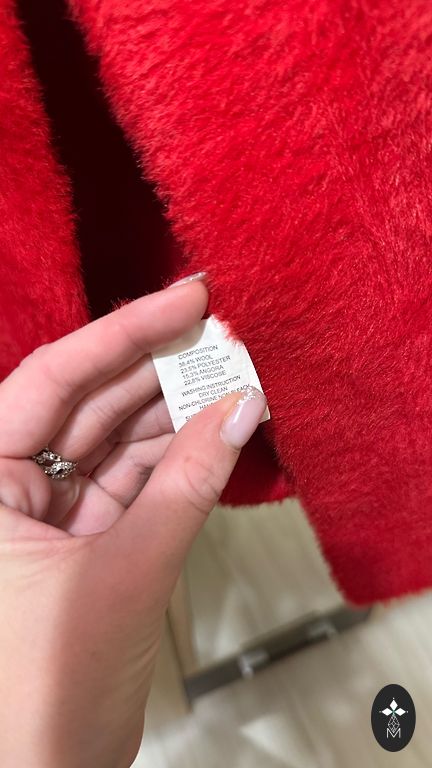 COMPOSITION
38.4% WOOL
23.5% POLYESTER
15.3% ANGORA
22.8% VISCOSE
WASHING INSTRUCTION
DRY CLEAN
NON-CHLORINE NON BLEACH
M